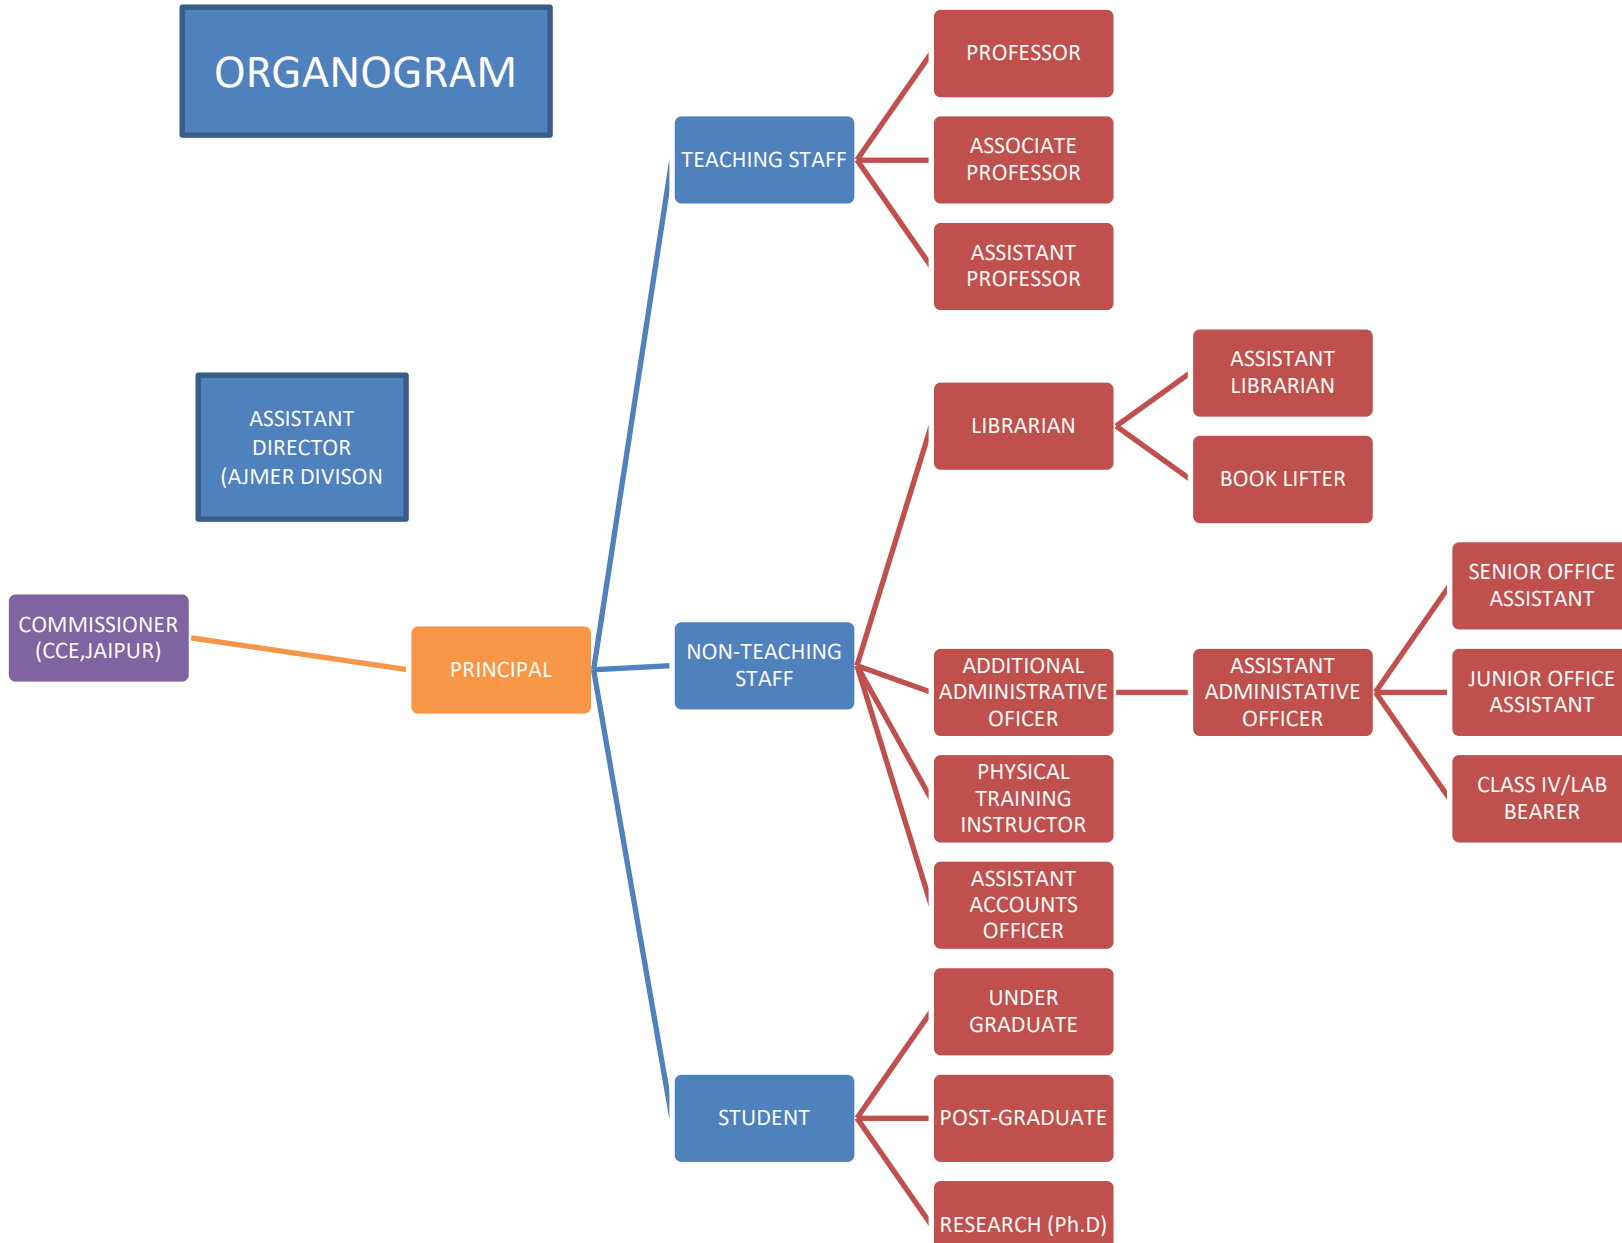 ORGANOGRAM
COMMISSIONER
(CCE,JAIPUR)
ASSISTANT
DIRECTOR
(AJMER DIVISON
PRINCIPAL
TEACHING STAFF
PROFESSOR
ASSOCIATE
PROFESSOR
ASSISTANT
PROFESSOR
NON-TEACHING
STAFF
LIBRARIAN
ASSISTANT
LIBRARIAN
BOOK LIFTER
ADDITIONAL
ADMINISTRATIVE
OFICER
ASSISTANT
ADMINISTATIVE
OFFICER
SENIOR OFFICE
ASSISTANT
JUNIOR OFFICE
ASSISTANT
CLASS IV/LAB
BEARER
PHYSICAL
TRAINING
INSTRUCTOR
ASSISTANT
ACCOUNTS
OFFICER
STUDENT
UNDER
GRADUATE
POST-GRADUATE
RESEARCH (Ph.D)